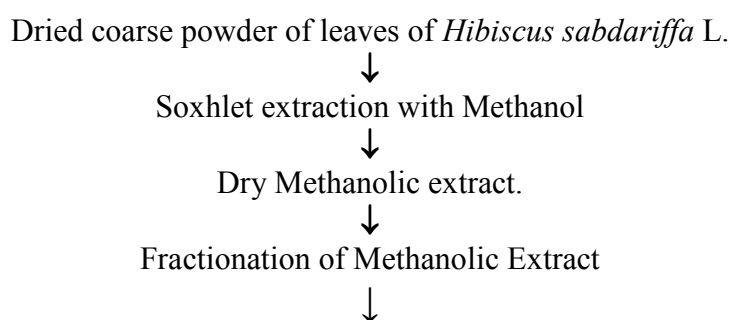 Dried coarse powder of leaves of Hibiscus sabdariffa L.
↓
Soxhlet extraction with Methanol
↓
Dry Methanolic extract.
↓
Fractionation of Methanolic Extract
↓